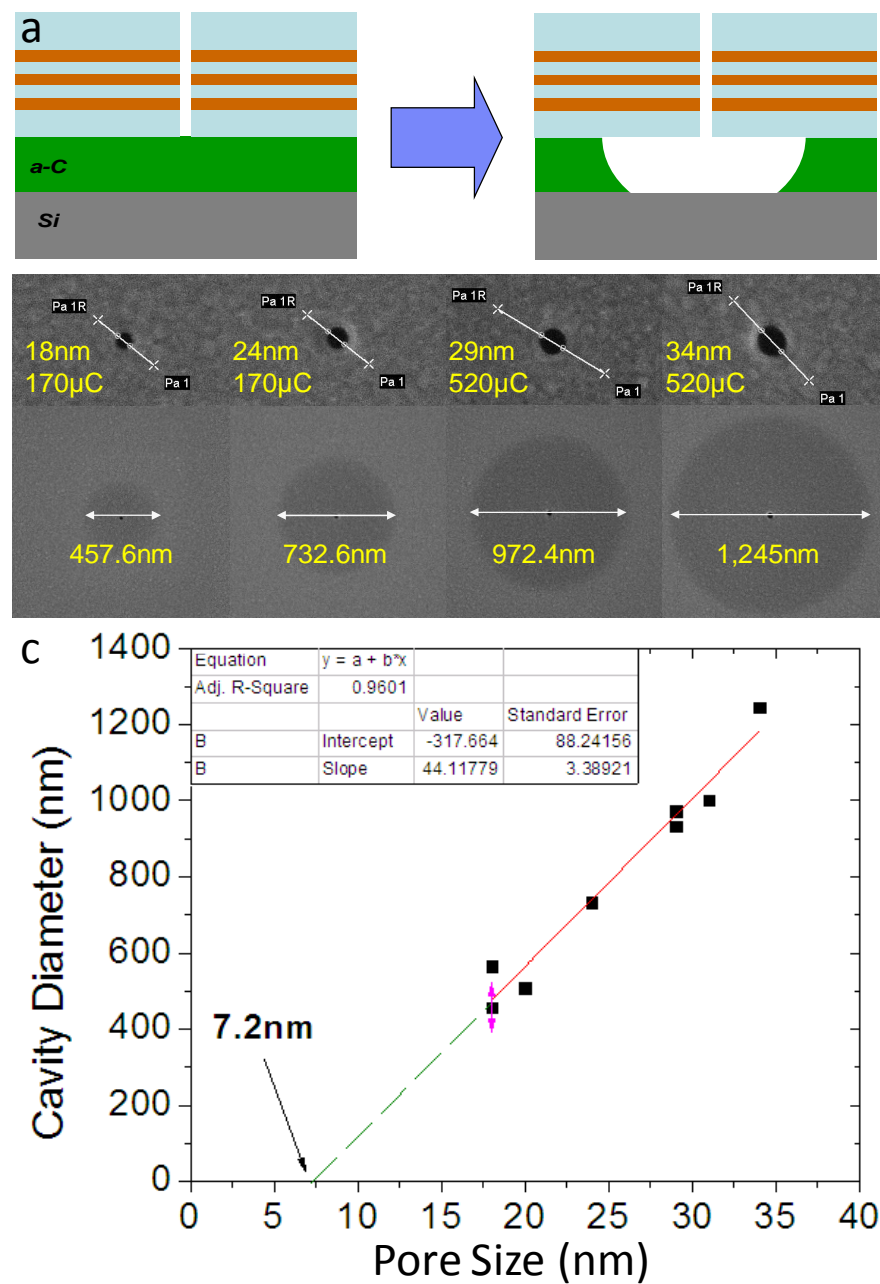 a
a-C
Si
Pa 1R
18nm
170µC
Pa 1
Pa 1R
24nm
170µC
Pa 1
Pa 1R
29nm
520µC
Pa 1
Pa 1R
34nm
520µC
Pa 1
457.6nm
732.6nm
972.4nm
1,245nm
c
Equation y = a + b*x
Adj. R-Square 0.9601
Value Standard Error
B Intercept -317.664 88.24156
B Slope 44.11779 3.38921
1400
1200
1000
800
600
400
200
0
Cavity Diameter (nm)
7.2nm
0 5 10 15 20 25 30 35 40
Pore Size (nm)